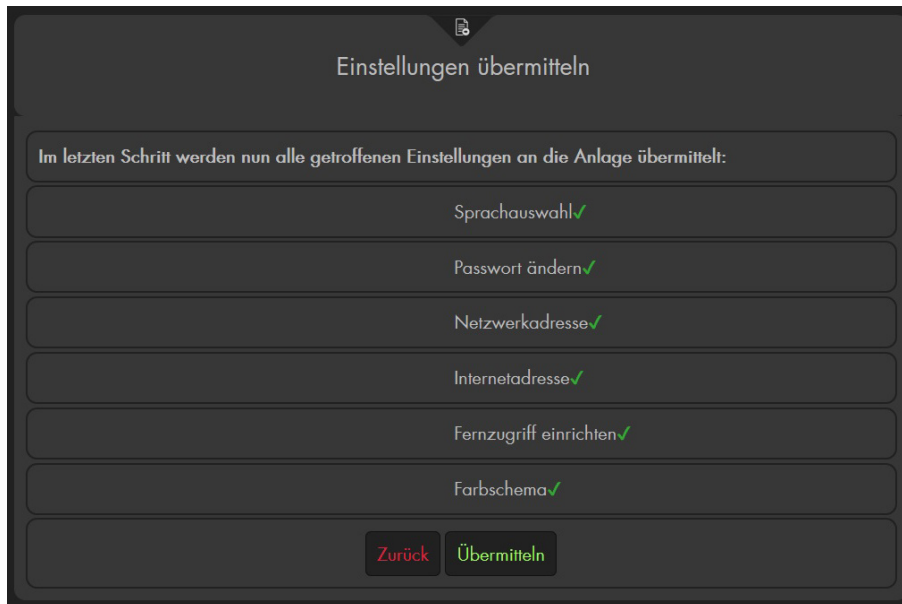 Einstellungen übermitteln
Im letzten Schritt werden nun alle getroffenen Einstellungen an die Anlage übermittelt:
Sprachauswahl✓
Passwort ändern✓
Netzwerkadresse✓
Internetadresse✓
Fernzugriff einrichten✓
Farbschema✓
Zurück Übermitteln